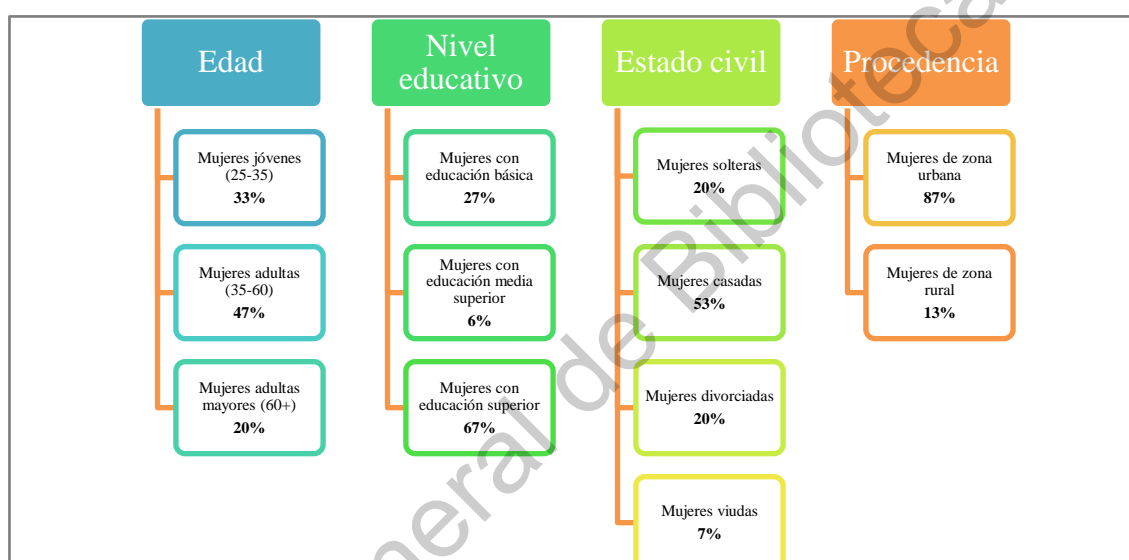 Edad
Mujeres jóvenes
(25-35)
33%
Mujeres adultas
(35-60)
47%
Mujeres adultas
mayores (60+)
20%
Nivel
educativo
Mujeres con
educación básica
27%
Mujeres con
educación media
superior
6%
Mujeres con
educación superior
67%
Estado civil
Mujeres solteras
20%
Mujeres casadas
53%
Mujeres divorciadas
20%
Mujeres viudas
7%
Procedencia
Mujeres de zona
urbana
87%
Mujeres de zona
rural
13%
eral de Biblioteca